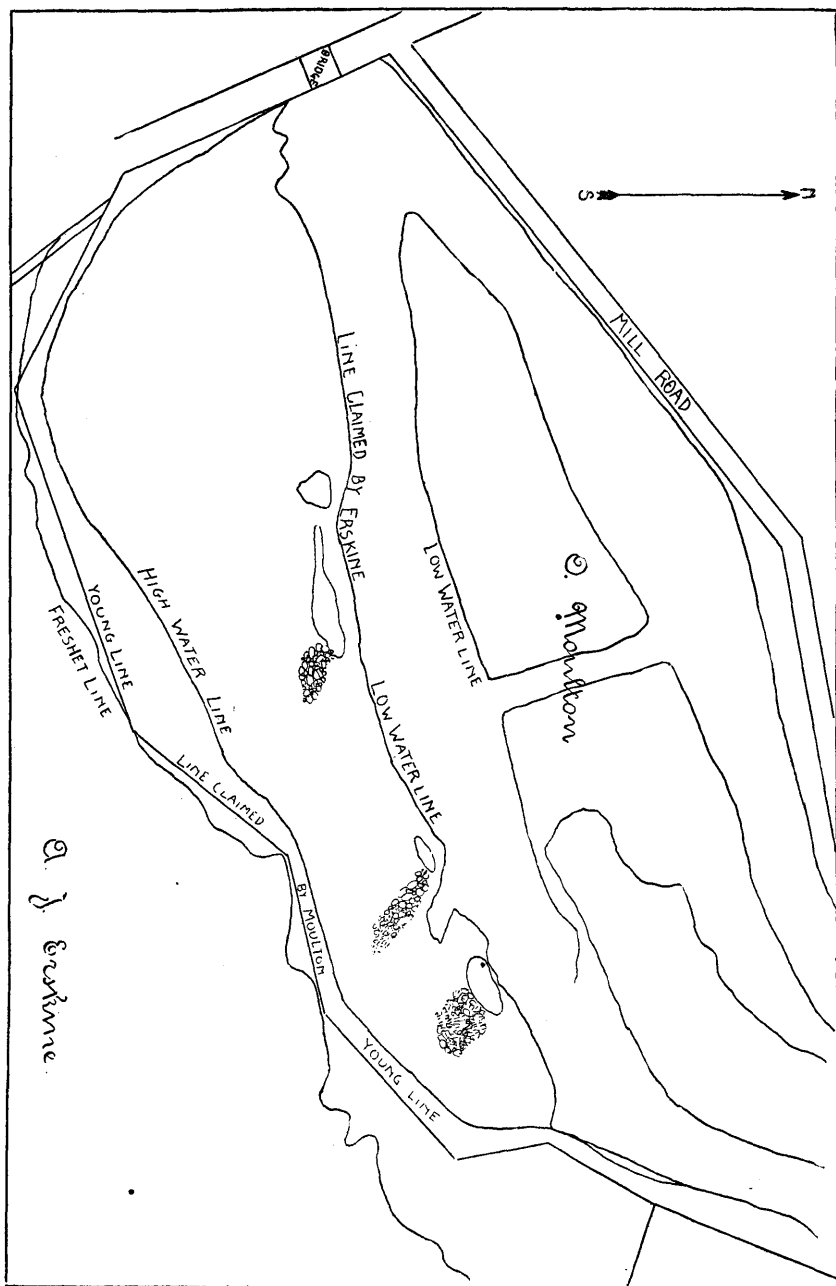 BRIDGE
N
S
MILL ROAD
LINE CLAIMED BY ERSKINE
LOW WATER LINE
O. Moulton
LOW WATER LINE
HIGH WATER LINE
YOUNG LINE
FRESHET LINE
LINE CLAIMED
BY MOULTON
YOUNG LINE
A. J. Erskine